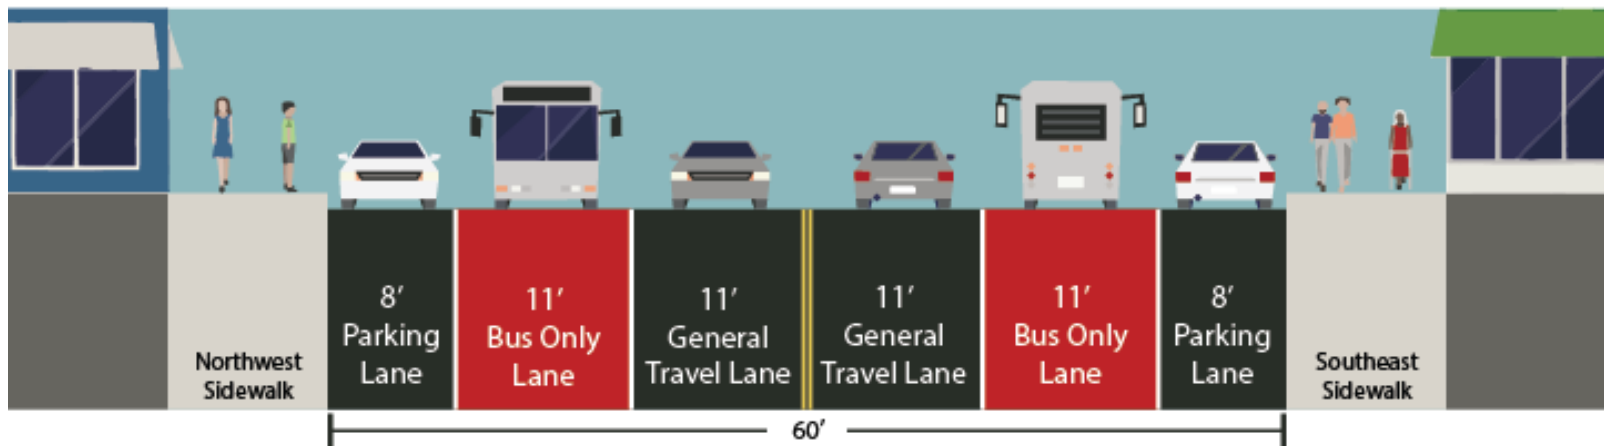 Northwest
Sidewalk
8’
Parking
Lane
11’
Bus Only
Lane
11’
General
Travel Lane
11’
General
Travel Lane
11’
Bus Only
Lane
8’
Parking
Lane
Southeast
Sidewalk
60’